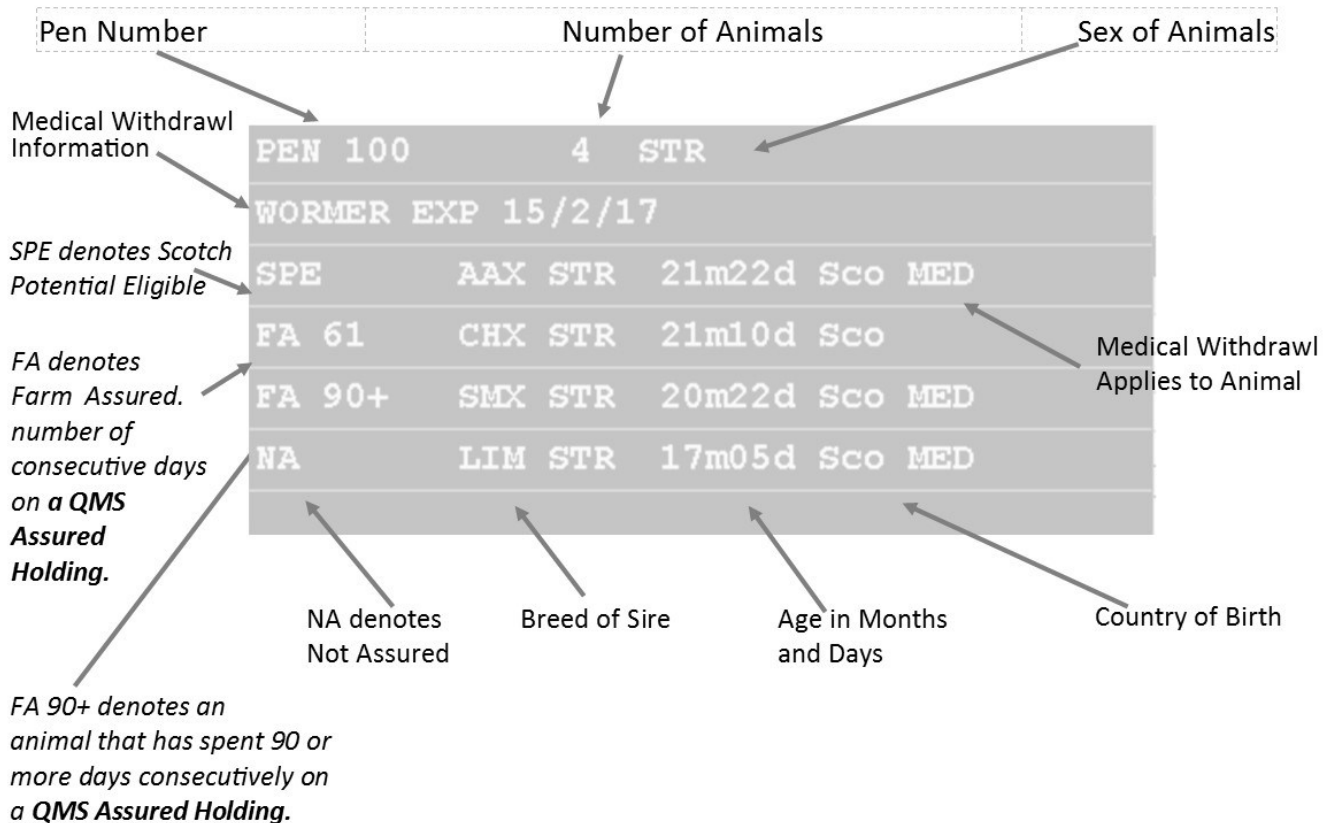 Pen Number
Number of Animals
Sex of Animals
Medical Withdrawl
Information
PEN 100 4 STR
WORMER EXP 15/2/17
SPE denotes Scotch
Potential Eligible
SPE AAX STR 21m22d Sco MED
FA 61 CHX STR 21m10d Sco
FA 90+ SMX STR 20m22d Sco MED
NA LIM STR 17m05d Sco MED
Medical Withdrawl
Applies to Animal
FA denotes
Farm Assured.
number of
consecutive days
on a QMS
Assured
Holding.
NA denotes
Not Assured
Breed of Sire
Age in Months
and Days
Country of Birth
FA 90+ denotes an
animal that has spent 90 or
more days consecutively on
a QMS Assured Holding.